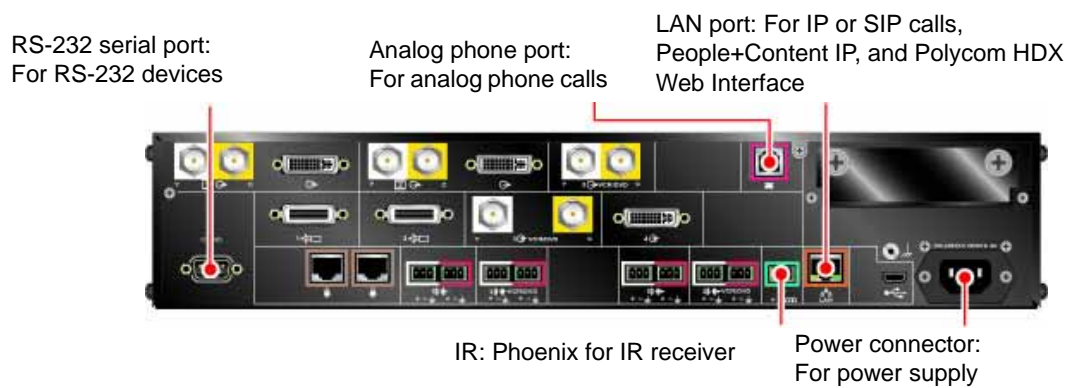 RS-232 serial port:
For RS-232 devices
Analog phone port:
For analog phone calls
LAN port: For IP or SIP calls,
People+Content IP, and Polycom HDX
Web Interface
IR: Phoenix for IR receiver
Power connector:
For power supply